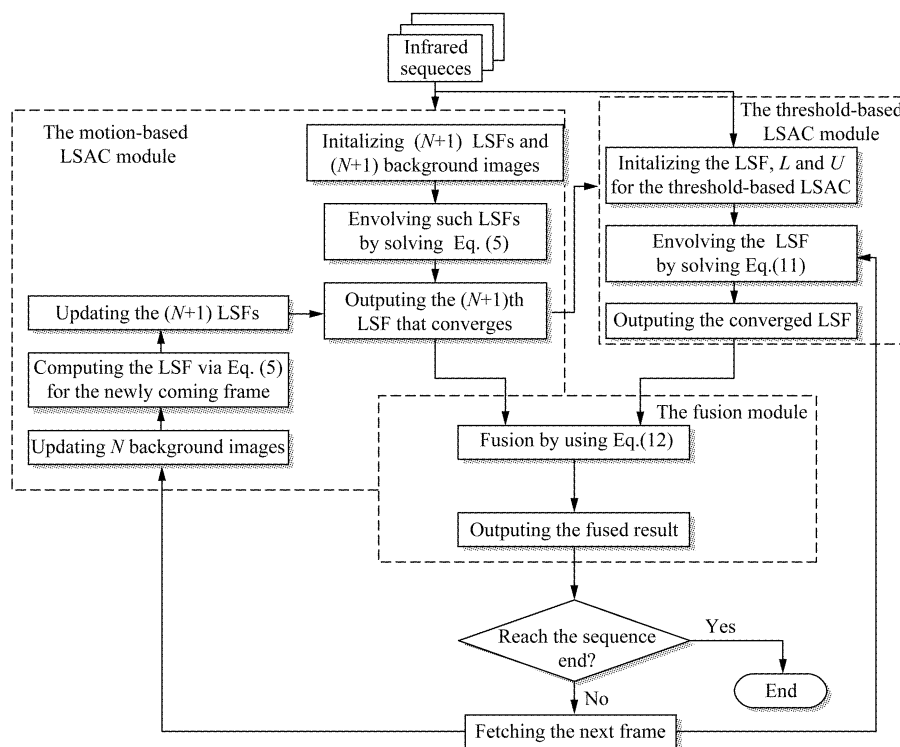 Infrared
sequeces
The motion-based
LSAC module
Initalizing (N+1) LSFs and
(N+1) background images
Envolving such LSFs
by solving Eq. (5)
Outputing the (N+1)th
LSF that converges
Updating the (N+1) LSFs
Computing the LSF via Eq. (5)
for the newly coming frame
Updating N background images
The threshold-based
LSAC module
Initalizing the LSF, L and U
for the threshold-based LSAC
Envolving the LSF
by solving Eq.(11)
Outputing the converged LSF
The fusion module
Fusion by using Eq.(12)
Outputing the fused result
Reach the sequence
end?
Yes
End
No
Fetching the next frame